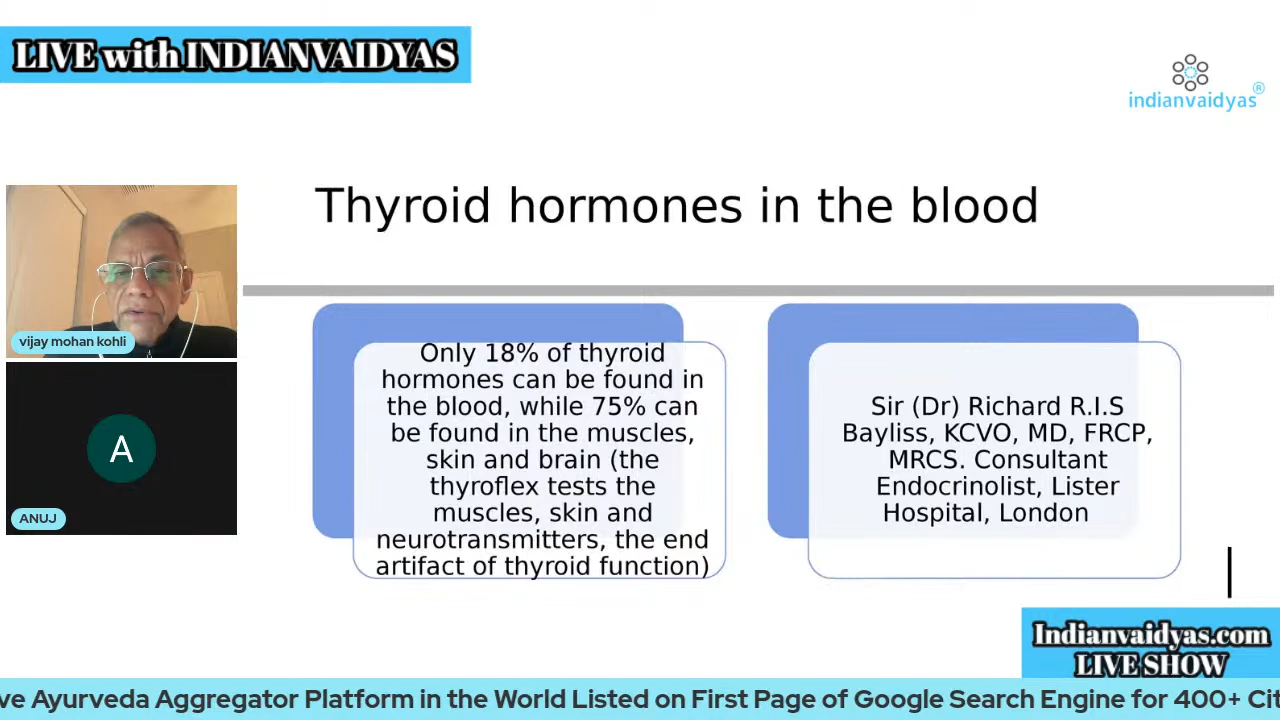 LIVE with INDIANVAIDYAS
indianvaidyas®
Thyroid hormones in the blood
vijay mohan kohli
A
ANUJ
Only 18% of thyroid
hormones can be found in
the blood, while 75% can
be found in the muscles,
skin and brain (the
thyroflex tests the
muscles, skin and
neurotransmitters, the end
artifact of thyroid function)
Sir (Dr) Richard R.I.S
Bayliss, KCVO, MD, FRCP,
MRCS. Consultant
Endocrinolist, Lister
Hospital, London
Indianvaidyas.com
LIVE SHOW
ve Ayurveda Aggregator Platform in the World Listed on First Page of Google Search Engine for 400+ Cit